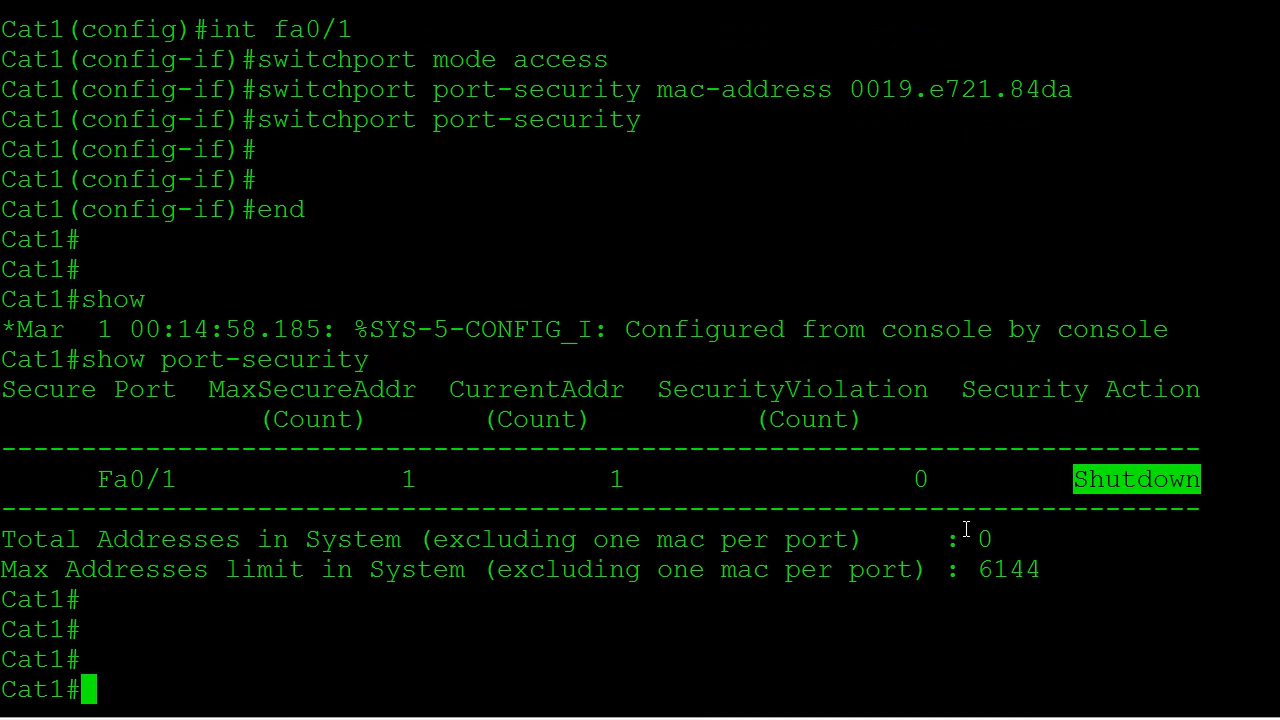 Cat1(config)#int fa0/1
Cat1(config-if)#switchport mode access
Cat1(config-if)#switchport port-security mac-address 0019.e721.84da
Cat1(config-if)#switchport port-security
Cat1(config-if)#
Cat1(config-if)#
Cat1(config-if)#end
Cat1#
Cat1#
Cat1#show
*Mar  1 00:14:58.185: %SYS-5-CONFIG_I: Configured from console by console
Cat1#show port-security
Secure Port  MaxSecureAddr  CurrentAddr  SecurityViolation  Security Action
                (Count)       (Count)          (Count)
---------------------------------------------------------------------------
      Fa0/1              1            1                  0         Shutdown
---------------------------------------------------------------------------
Total Addresses in System (excluding one mac per port)     : 0
Max Addresses limit in System (excluding one mac per port) : 6144
Cat1#
Cat1#
Cat1#
Cat1#